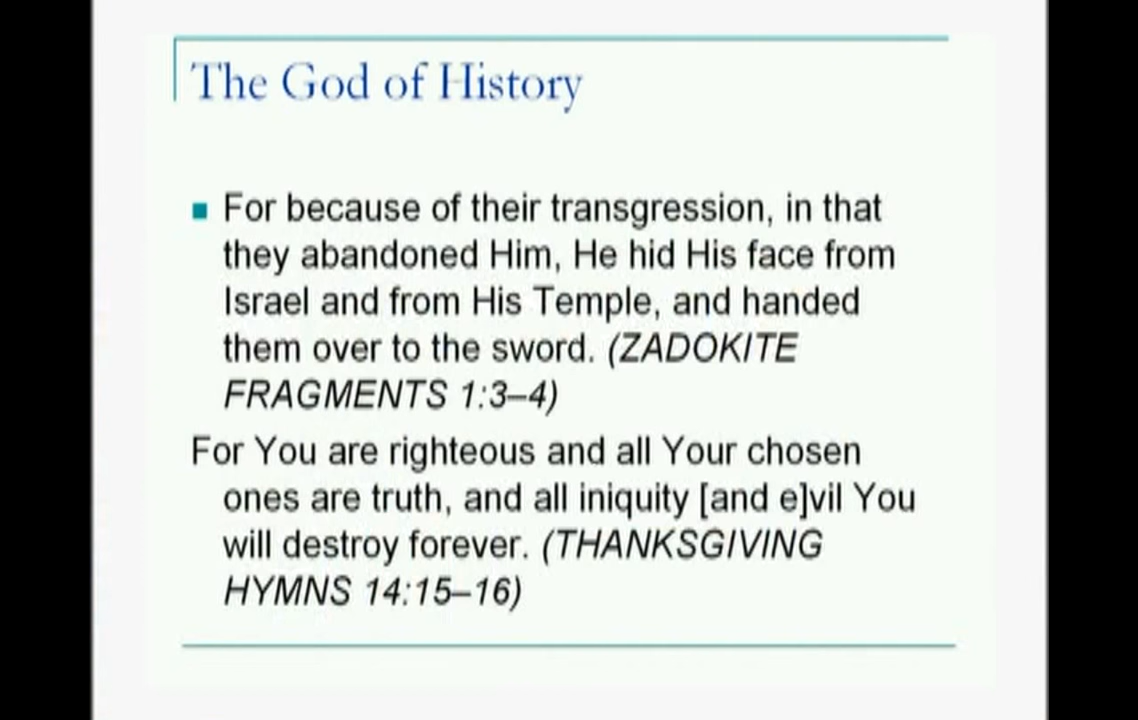 The God of History
For because of their transgression, in that
they abandoned Him, He hid His face from
Israel and from His Temple, and handed
them over to the sword. (ZADOKITE
FRAGMENTS 1:3–4)
For You are righteous and all Your chosen
ones are truth, and all iniquity [and e]vil You
will destroy forever. (THANKSGIVING
HYMNS 14:15–16)